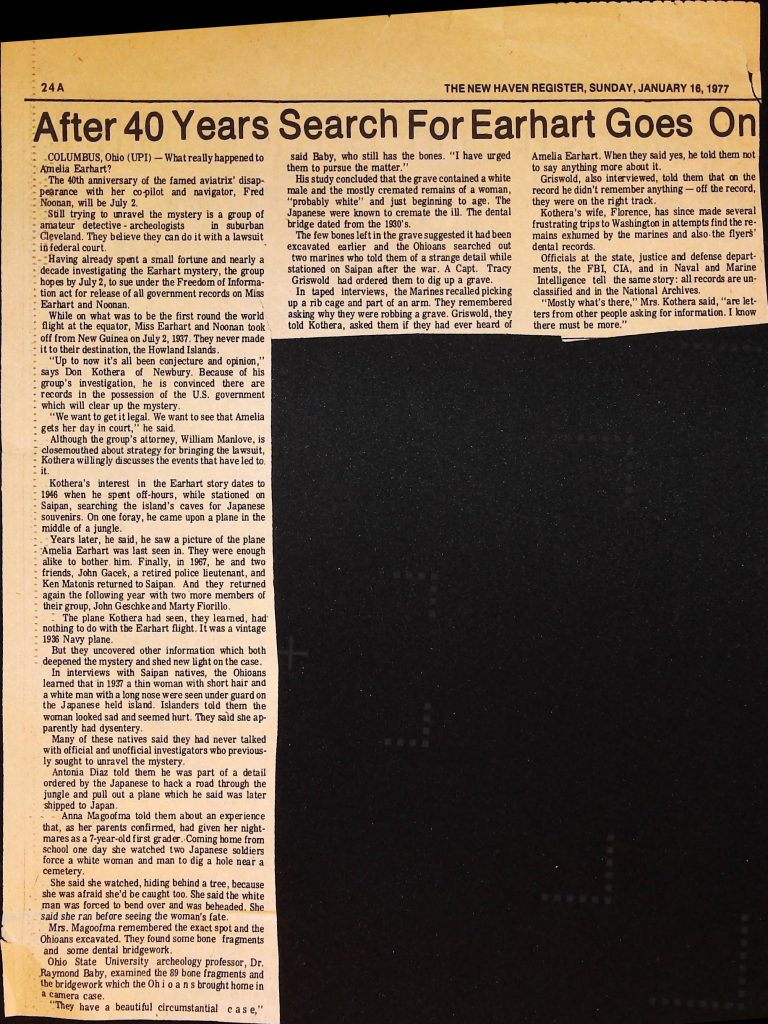 24A
THE NEW HAVEN REGISTER, SUNDAY, JANUARY 16, 1977
After 40 Years Search For Earhart Goes On
COLUMBUS, Ohio (UPI) — What really happened to
Amelia Earhart?
The 40th anniversary of the famed aviatrix' disap-
pearance with her co-pilot and navigator, Fred
Noonan, will be July 2.
Still trying to unravel the mystery is a group of
amateur detective - archeologists in suburban
Cleveland. They believe they can do it with a lawsuit
in federal court.
Having already spent a small fortune and nearly a
decade investigating the Earhart mystery, the group
hopes by July 2, to sue under the Freedom of Informa-
tion act for release of all government records on Miss
Earhart and Noonan.
While on what was to be the first round the world
flight at the equator, Miss Earhart and Noonan took
off from New Guinea on July 2, 1937. They never made
it to their destination, the Howland Islands.
"Up to now it's all been conjecture and opinion,"
says Don Kothera of Newbury. Because of his
group's investigation, he is convinced there are
records in the possession of the U.S. government
which will clear up the mystery.
"We want to get it legal. We want to see that Amelia
gets her day in court," he said.
Although the group's attorney, William Manlove, is
closemouthed about strategy for bringing the lawsuit,
Kothera willingly discusses the events that have led to
it.
Kothera's interest in the Earhart story dates to
1946 when he spent off-hours, while stationed on
Saipan, searching the island's caves for Japanese
souvenirs. On one foray, he came upon a plane in the
middle of a jungle.
Years later, he said, he saw a picture of the plane
Amelia Earhart was last seen in. They were enough
alike to bother him. Finally, in 1967, he and two
friends, John Gacek, a retired police lieutenant, and
Ken Matonis returned to Saipan. And they returned
again the following year with two more members of
their group, John Geschke and Marty Fiorillo.
The plane Kothera had seen, they learned, had
nothing to do with the Earhart flight. It was a vintage
1936 Navy plane.
But they uncovered other information which both
deepened the mystery and shed new light on the case.
In interviews with Saipan natives, the Ohioans
learned that in 1937 a thin woman with short hair and
a white man with a long nose were seen under guard on
the Japanese held island. Islanders told them the
woman looked sad and seemed hurt. They said she ap-
parently had dysentery.
Many of these natives said they had never talked
with official and unofficial investigators who previous-
ly sought to unravel the mystery.
Antonia Diaz told them he was part of a detail
ordered by the Japanese to hack a road through the
jungle and pull out a plane which he said was later
shipped to Japan.
Anna Magoofma told them about an experience
that, as her parents confirmed, had given her night-
mares as a 7-year-old first grader. Coming home from
school one day she watched two Japanese soldiers
force a white woman and man to dig a hole near a
cemetery.
She said she watched, hiding behind a tree, because
she was afraid she'd be caught too. She said the white
man was forced to bend over and was beheaded. She
said she ran before seeing the woman's fate.
Mrs. Magoofma remembered the exact spot and the
Ohioans excavated. They found some bone fragments
and some dental bridgework.
Ohio State University archeology professor, Dr.
Raymond Baby, examined the 89 bone fragments and
the bridgework which the Ohioans brought home in
a camera case.
"They have a beautiful circumstantial case,"
said Baby, who still has the bones. "I have urged
them to pursue the matter."
His study concluded that the grave contained a white
male and the mostly cremated remains of a woman,
"probably white" and just beginning to age. The
Japanese were known to cremate the ill. The dental
bridge dated from the 1930's.
The few bones left in the grave suggested it had been
excavated earlier and the Ohioans searched out
two marines who told them of a strange detail while
stationed on Saipan after the war. A Capt. Tracy
Griswold had ordered them to dig up a grave.
In taped interviews, the Marines recalled picking
up a rib cage and part of an arm. They remembered
asking why they were robbing a grave. Griswold, they
told Kothera, asked them if they had ever heard of
Amelia Earhart. When they said yes, he told them not
to say anything more about it.
Griswold, also interviewed, told them that on the
record he didn't remember anything — off the record,
they were on the right track.
Kothera's wife, Florence, has since made several
frustrating trips to Washington in attempts find the re-
mains exhumed by the marines and also the flyers'
dental records.
Officials at the state, justice and defense depart-
ments, the FBI, CIA, and in Naval and Marine
Intelligence tell the same story: all records are un-
classified and in the National Archives.
"Mostly what's there," Mrs. Kothera said, "are let-
ters from other people asking for information. I know
there must be more."